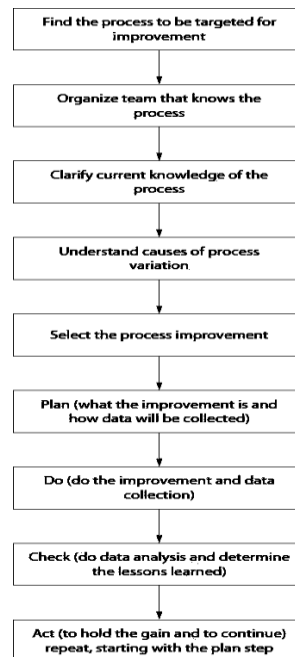 Find the process to be targeted for
improvement
Organize team that knows the
process
Clarify current knowledge of the
process
Understand causes of process
variation
Select the process improvement
Plan (what the improvement is and
how data will be collected)
Do (do the improvement and data
collection)
Check (do data analysis and determine
the lessons learned)
Act (to hold the gain and to continue)
repeat, starting with the plan step